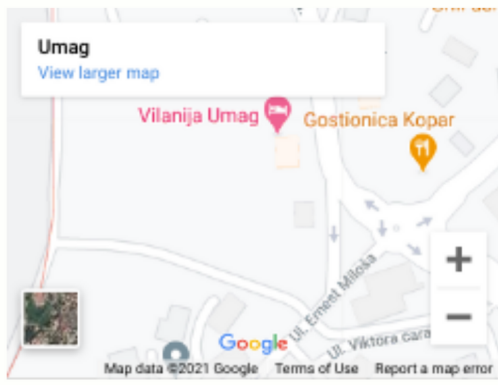 Umag
View larger map
Vilanija Umag
Gostionica Kopar
Ul. Ernest Miloša
Ul. Viktora cara
Google
Map data ©2021 Google Terms of Use Report a map error